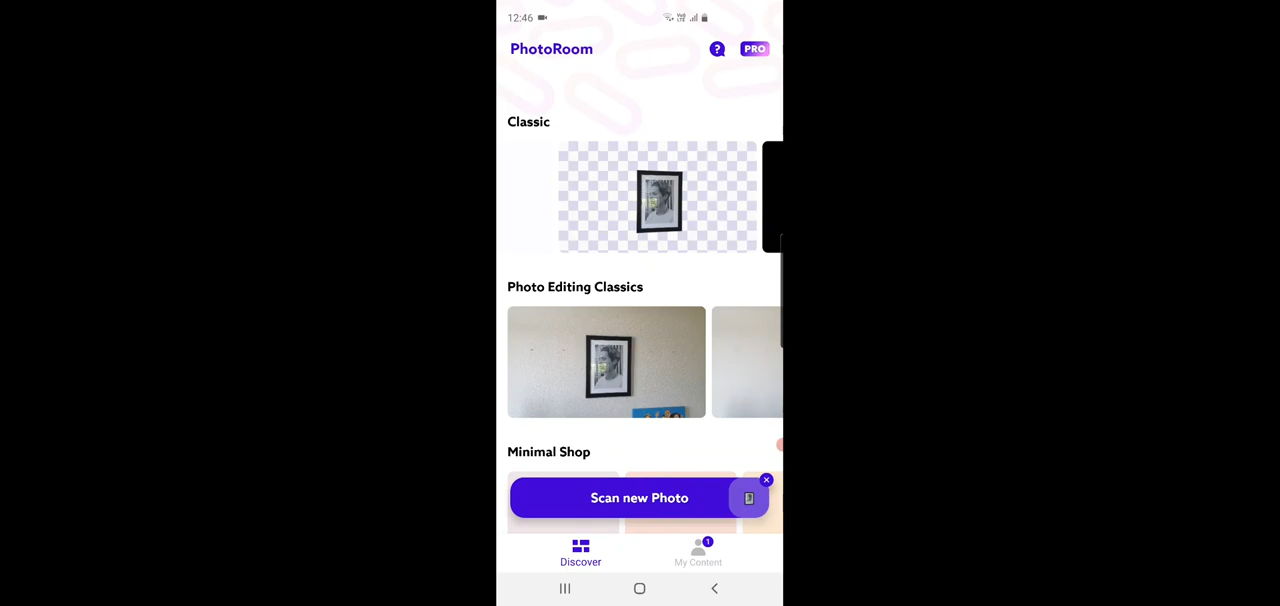 12:46
PhotoRoom
?
PRO
Classic
Photo Editing Classics
Minimal Shop
Scan new Photo
1
Discover
My Content